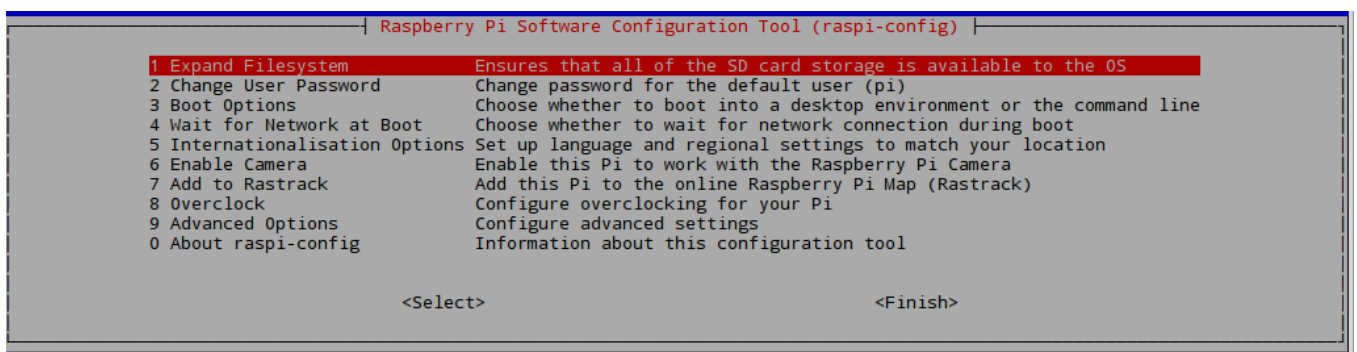 Raspberry Pi Software Configuration Tool (raspi-config)
1 Expand Filesystem Ensures that all of the SD card storage is available to the OS
2 Change User Password Change password for the default user (pi)
3 Boot Options Choose whether to boot into a desktop environment or the command line
4 Wait for Network at Boot Choose whether to wait for network connection during boot
5 Internationalisation Options Set up language and regional settings to match your location
6 Enable Camera Enable this Pi to work with the Raspberry Pi Camera
7 Add to Rastrack Add this Pi to the online Raspberry Pi Map (Rastrack)
8 Overclock Configure overclocking for your Pi
9 Advanced Options Configure advanced settings
0 About raspi-config Information about this configuration tool
<Select> <Finish>